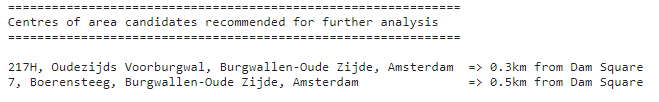 ==============================================================
Centres of area candidates recommended for further analysis
==============================================================
217H, Oudezijds Voorburgwal, Burgwallen-Oude Zijde, Amsterdam  => 0.3km from Dam Square
7, Boerensteeg, Burgwallen-Oude Zijde, Amsterdam               => 0.5km from Dam Square